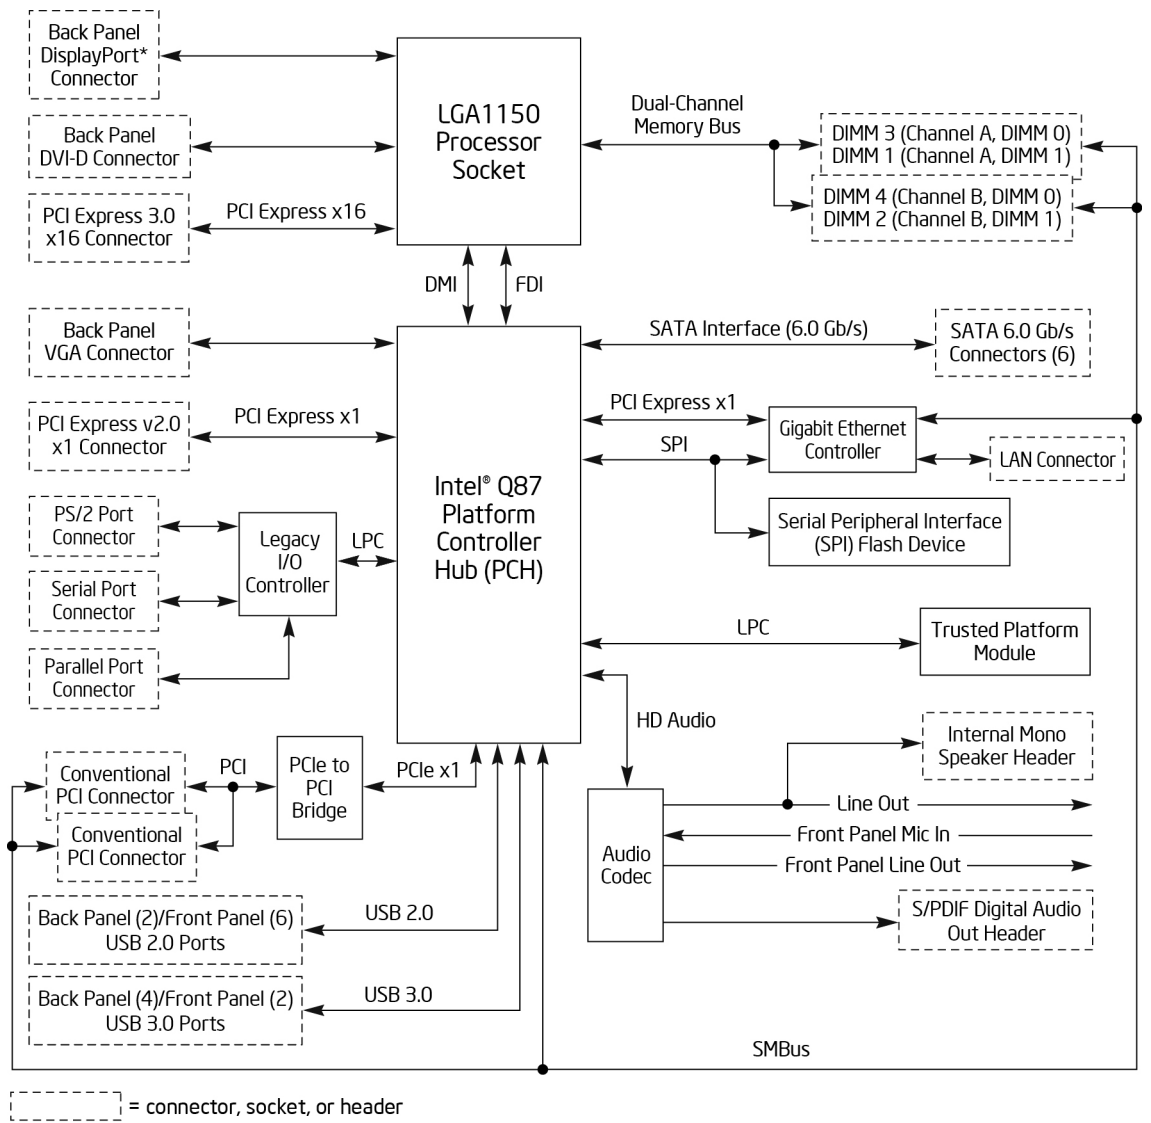 Back Panel
DisplayPort*
Connector
LGA1150
Processor
Socket
Dual-Channel
Memory Bus
DIMM 3 (Channel A, DIMM 0)
DIMM 1 (Channel A, DIMM 1)
Back Panel
DVI-D Connector
DIMM 4 (Channel B, DIMM 0)
DIMM 2 (Channel B, DIMM 1)
PCI Express 3.0
x16 Connector
PCI Express x16
DMI
FDI
Back Panel
VGA Connector
SATA Interface (6.0 Gb/s)
SATA 6.0 Gb/s
Connectors (6)
PCI Express v2.0
x1 Connector
PCI Express x1
PCI Express x1
Gigabit Ethernet
Controller
SPI
LAN Connector
Intel® Q87
Platform
Controller
Hub (PCH)
PS/2 Port
Connector
Legacy
I/O
Controller
LPC
Serial Peripheral Interface
(SPI) Flash Device
Serial Port
Connector
Parallel Port
Connector
LPC
Trusted Platform
Module
HD Audio
Internal Mono
Speaker Header
Conventional
PCI Connector
PCI
PCIe to
PCI
Bridge
PCIe x1
Conventional
PCI Connector
Audio
Codec
Line Out
Front Panel Mic In
Front Panel Line Out
S/PDIF Digital Audio
Out Header
Back Panel (2)/Front Panel (6)
USB 2.0 Ports
USB 2.0
Back Panel (4)/Front Panel (2)
USB 3.0 Ports
USB 3.0
SMBus
= connector, socket, or header